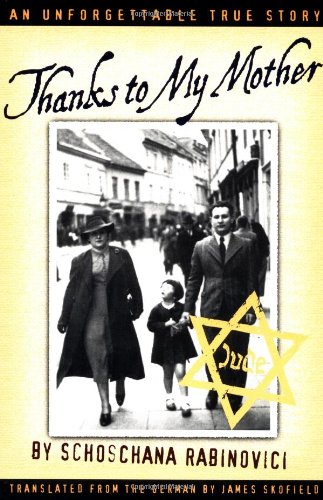 AN UNFORGETTABLE TRUE STORY
Thanks to My Mother
Jude
BY SCHOSCHANA RABINOVICI
TRANSLATED FROM THE GERMAN BY JAMES SKOFIELD